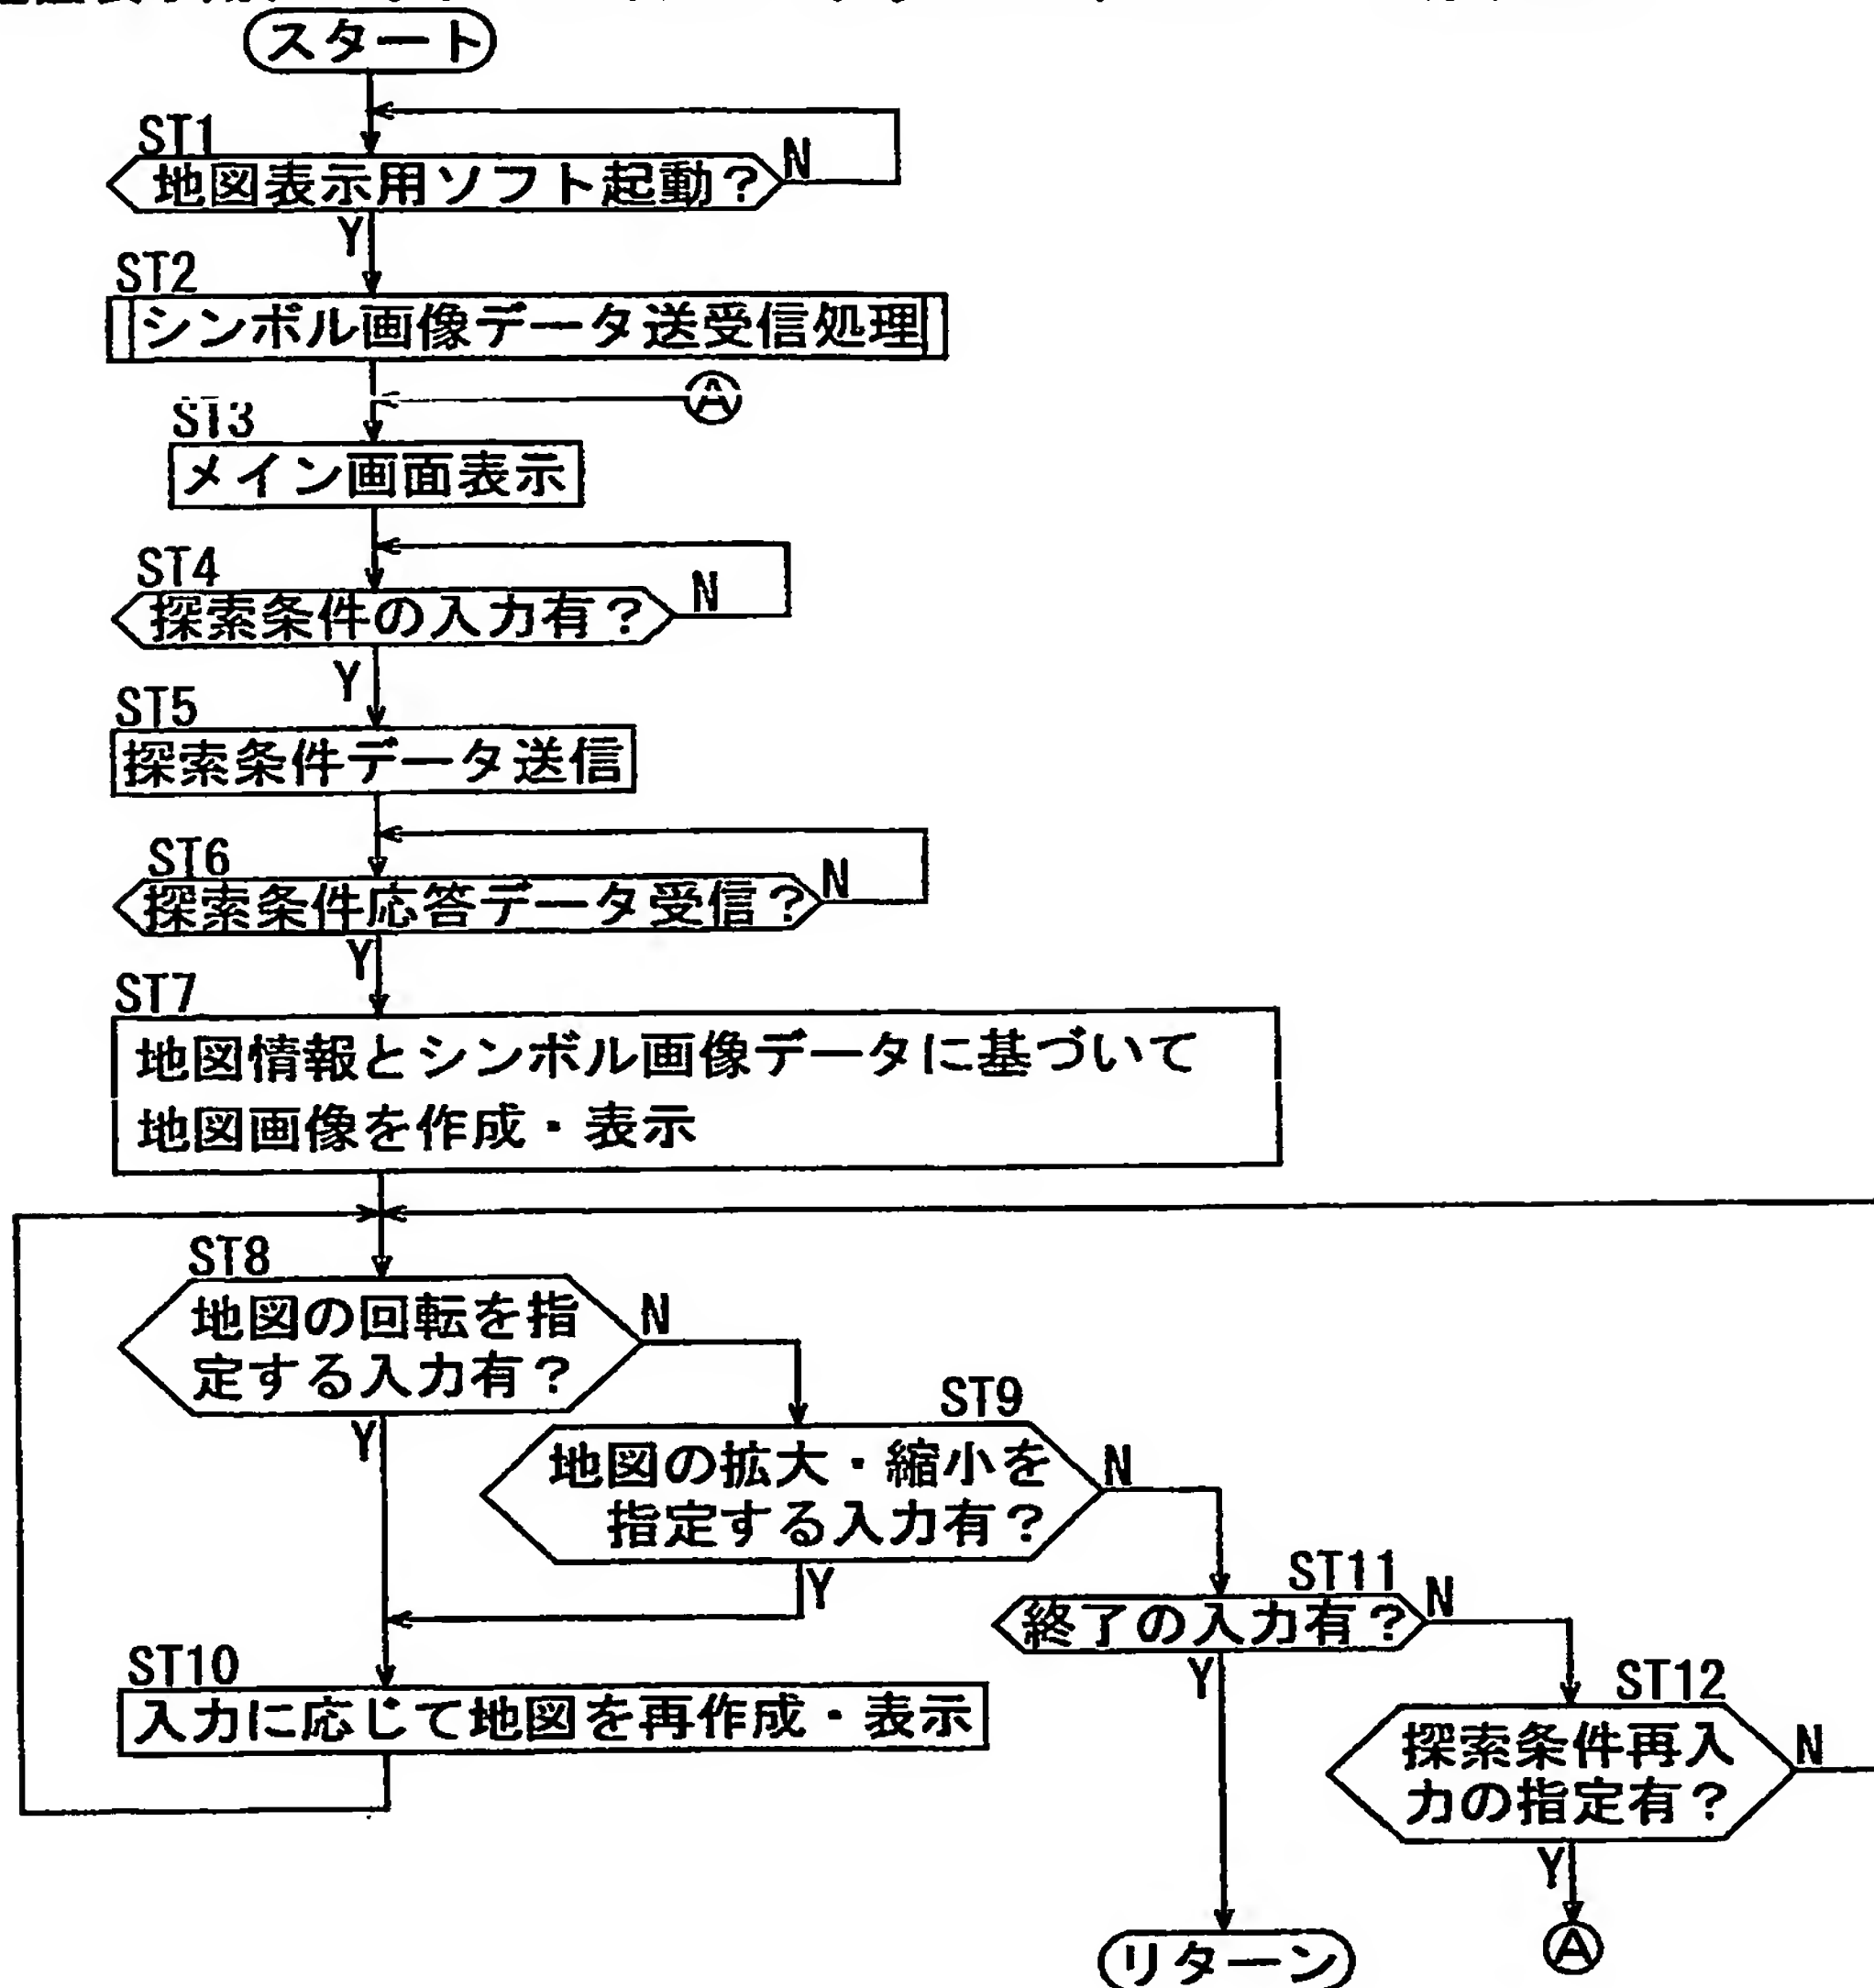 スタート
ST1
地図表示用ソフト起動?
N
Y
ST2
シンボル画像データ送受信処理
A
ST3
メイン画面表示
ST4
探索条件の入力有?
N
Y
ST5
探索条件データ送信
ST6
探索条件応答データ受信?
N
Y
ST7
地図情報とシンボル画像データに基づいて
地図画像を作成・表示
ST8
地図の回転を指
定する入力有?
N
Y
ST9
地図の拡大・縮小を
指定する入力有?
N
Y
ST10
入力に応じて地図を再作成・表示
ST11
終了の入力有?
N
Y
ST12
探索条件再入
力の指定有?
N
Y
リターン
A